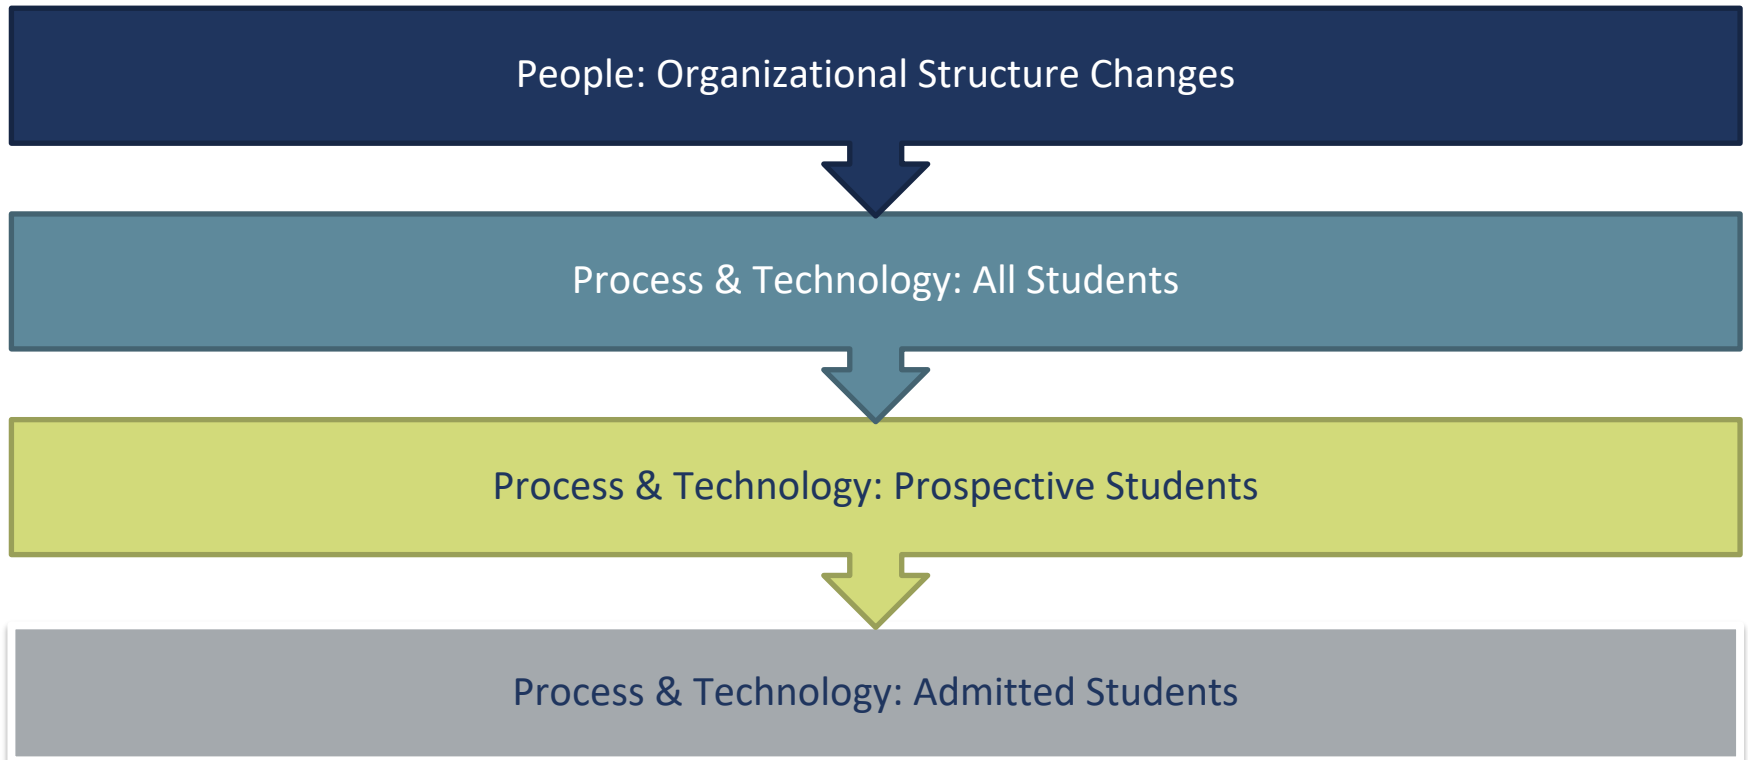 People: Organizational Structure Changes
Process & Technology: All Students
Process & Technology: Prospective Students
Process & Technology: Admitted Students